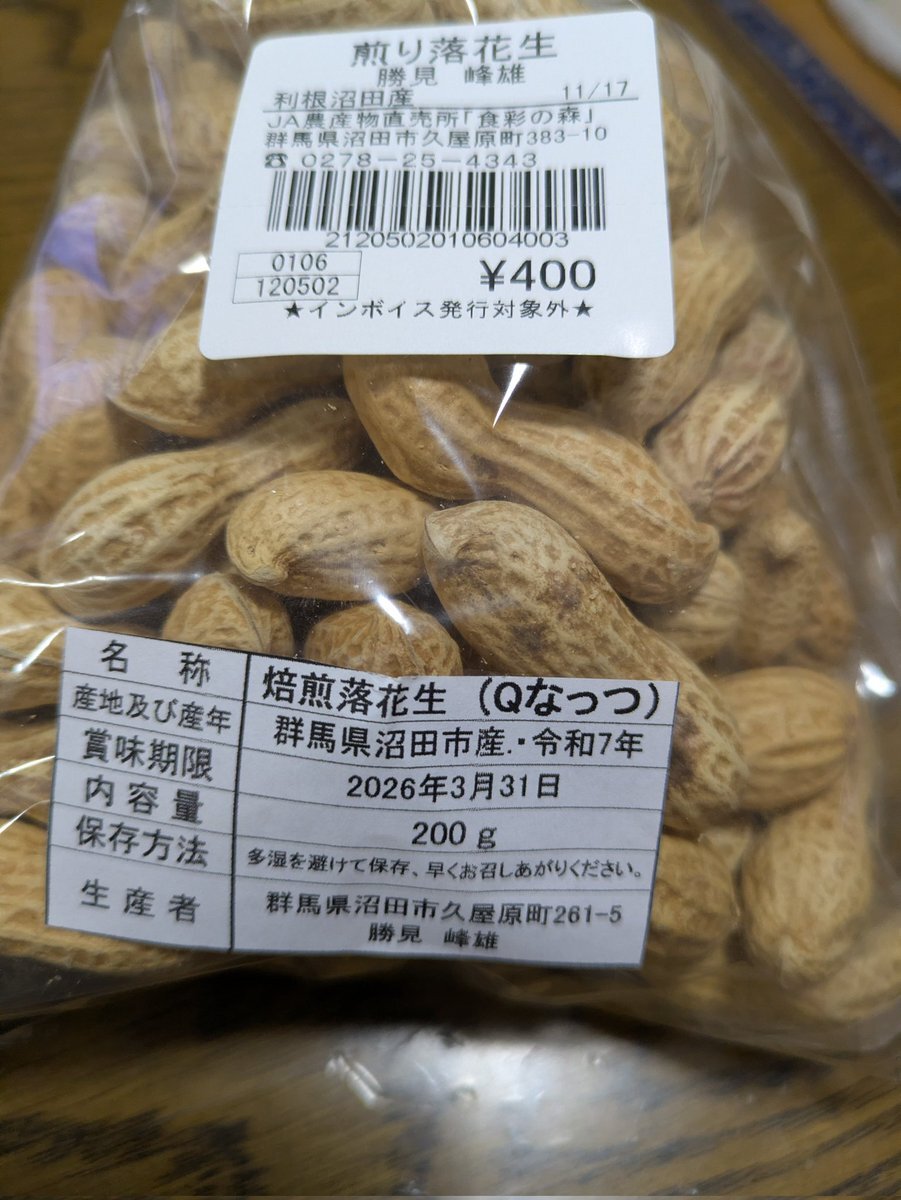 煎り落花生
勝見 峰雄
利根沼田産 11/17
JA農産物直売所「食彩の森」
群馬県沼田市久屋原町383-10
☎ 0278-25-4343
2120502010604003
0106
120502
¥400
★インボイス発行対象外★
名称 焙煎落花生(Qなっつ)
産地及び産年 群馬県沼田市産.・令和7年
賞味期限 2026年3月31日
内容量 200g
保存方法 多湿を避けて保存、早くお召しあがりください。
生産者 群馬県沼田市久屋原町261-5
勝見 峰雄